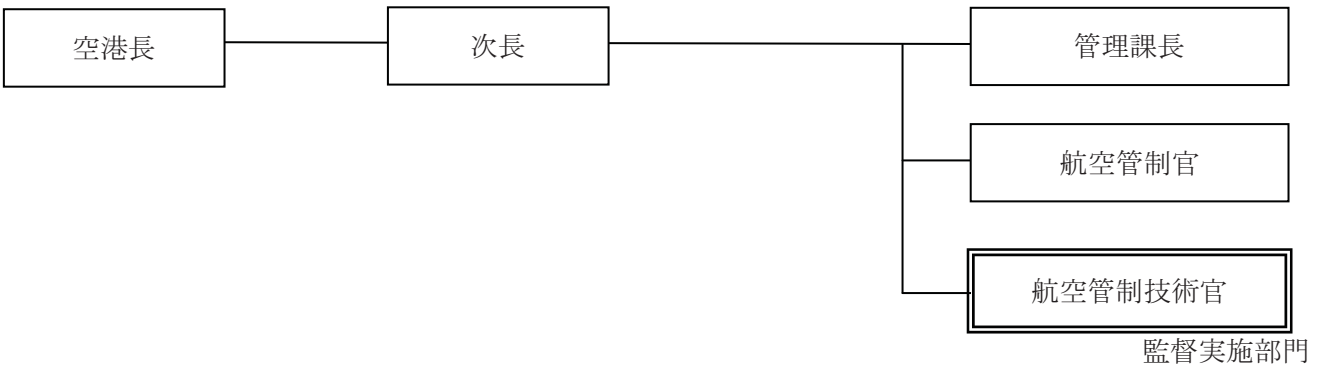 空港長
次長
管理課長
航空管制官
航空管制技術官
監督実施部門